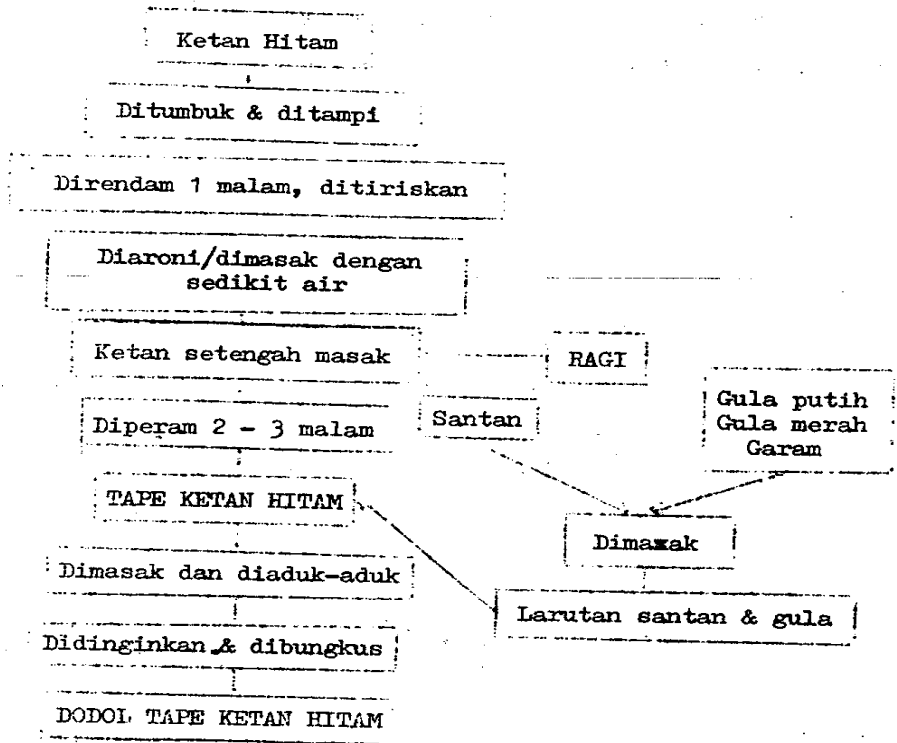 Ketan Hitam
Ditumbuk & ditampi
Direndam 1 malam, ditiriskan
Diaroni/dimasak dengan
sedikit air
Ketan setengah masak
RAGI
Diperam 2 - 3 malam
Santan
Gula putih
Gula merah
Garam
TAPE KETAN HITAM
Dimaxak
Dimasak dan diaduk-aduk
Larutan santan & gula
Didinginkan & dibungkus
DODOL TAPE KETAN HITAM